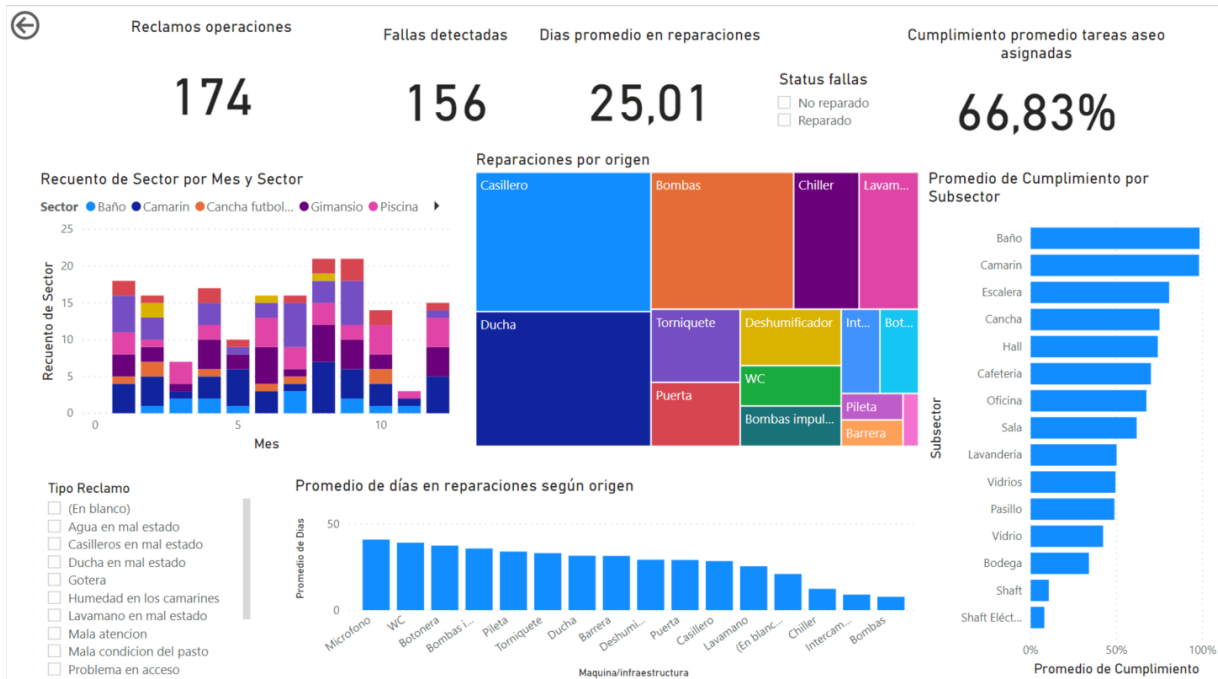 Reclamos operaciones
174
Fallas detectadas
156
Dias promedio en reparaciones
25,01
Status fallas
No reparado
Reparado
Cumplimiento promedio tareas aseo
asignadas
66,83%
Recuento de Sector por Mes y Sector
Sector Baño Camarin Cancha futbol... Gimansio Piscina
Recuento de Sector
25
20
15
10
5
0
0 5 10
Mes
Reparaciones por origen
Casillero
Ducha
Bombas
Chiller
Lavam...
Torniquete
Puerta
Deshumificador
WC
Bombas impul...
Int...
Bot...
Pileta
Barrera
Promedio de Cumplimiento por
Subsector
Subsector
Baño
Camarin
Escalera
Cancha
Hall
Cafeteria
Oficina
Sala
Lavanderia
Vidrios
Pasillo
Vidrio
Bodega
Shaft
Shaft Eléct...
0% 50% 100%
Promedio de Cumplimiento
Tipo Reclamo
(En blanco)
Agua en mal estado
Casilleros en mal estado
Ducha en mal estado
Gotera
Humedad en los camarines
Lavamano en mal estado
Mala atencion
Mala condicion del pasto
Problema en acceso
Promedio de días en reparaciones según origen
Promedio de Dias
50
0
Microfono
WC
Botonera
Bombas i...
Pileta
Torniquete
Ducha
Barrera
Deshumi...
Puerta
Casillero
Lavamano
(En blanc...
Chiller
Intercam...
Bombas
Maquina/infraestructura